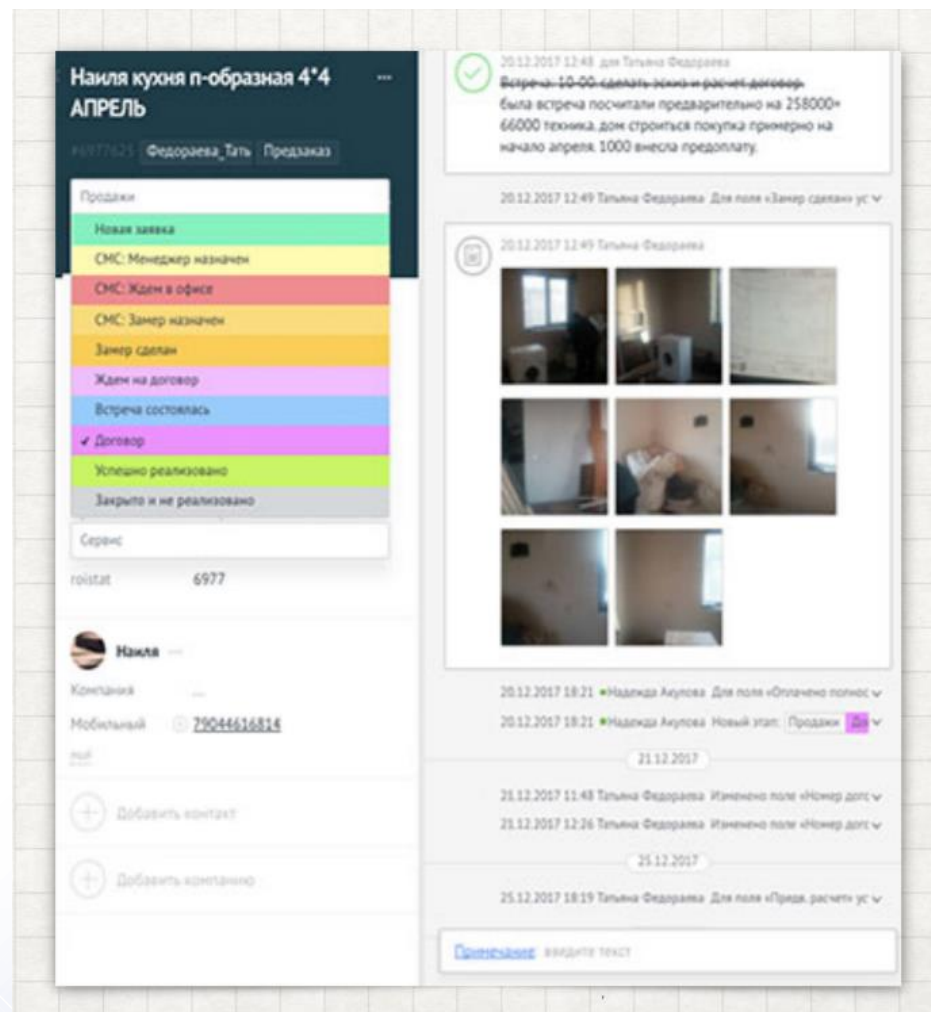 Наиля кухня п-образная 4*4
АПРЕЛЬ
#6977625 Федораева_Тать Предзаказ
Продажи
Новая заявка
СМС: Менеджер назначен
СМС: Ждем в офисе
СМС: Замер назначен
Замер сделан
Ждем на договор
Встреча состоялась
✓ Договор
Успешно реализовано
Закрыто и не реализовано
Сервис
roistat 6977
Наиля ...
Компания ...
Мобильный 79044616814
ещё
Добавить контакт
Добавить компанию
20.12.2017 12:48 для Татьяна Федораева
Встреча: 10-00 сделать эскиз и расчет договор.
была встреча посчитали предварительно на 258000+
66000 техника. дом строиться покупка примерно на
начало апреля. 1000 внесла предоплату.
20.12.2017 12:49 Татьяна Федораева Для поля «Замер сделан» ус
20.12.2017 12:49 Татьяна Федораева
20.12.2017 18:21 Надежда Акулова Для поля «Оплачено полнос
20.12.2017 18:21 Надежда Акулова Новый этап: Продажи До
21.12.2017
21.12.2017 11:48 Татьяна Федораева Изменено поле «Номер дого
21.12.2017 12:26 Татьяна Федораева Изменено поле «Номер дого
25.12.2017
25.12.2017 18:19 Татьяна Федораева Для поля «Предв. расчет» ус
Примечание: введите текст